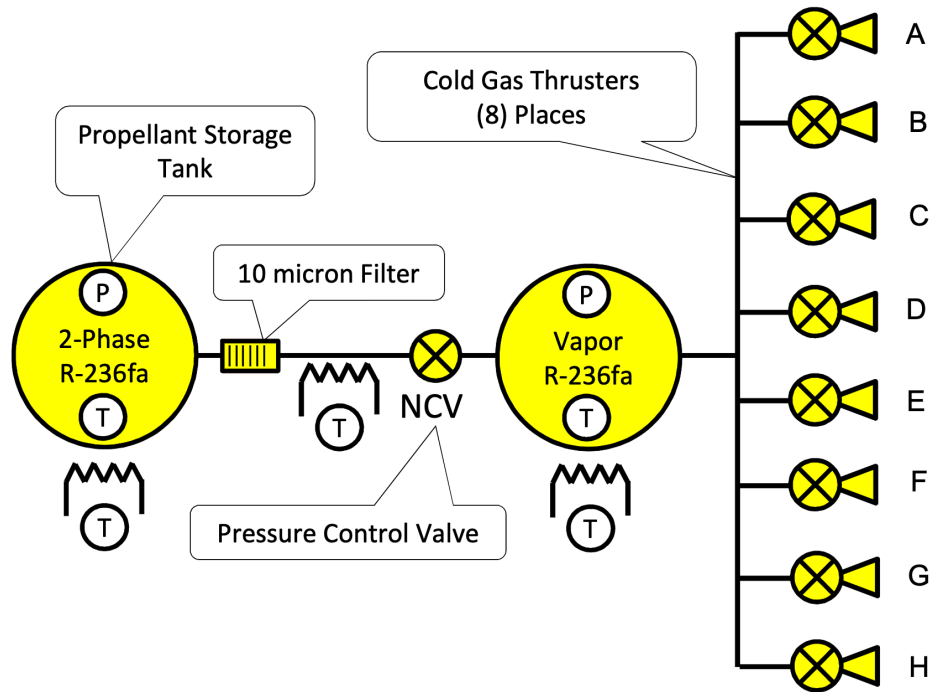 Propellant Storage
Tank
Cold Gas Thrusters
(8) Places
10 micron Filter
P
2-Phase
R-236fa
T
T
T
NCV
Pressure Control Valve
P
Vapor
R-236fa
T
T
A
B
C
D
E
F
G
H